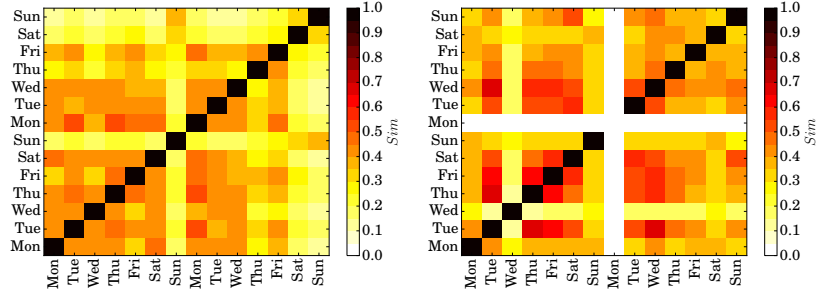 Sun
Sat
Fri
Thu
Wed
Tue
Mon
Sun
Sat
Fri
Thu
Wed
Tue
Mon
Mon Tue Wed Thu Fri Sat Sun Mon Tue Wed Thu Fri Sat Sun
1.0
0.9
0.8
0.7
0.6
0.5
0.4
0.3
0.2
0.1
0.0
Sim
Sun
Sat
Fri
Thu
Wed
Tue
Mon
Sun
Sat
Fri
Thu
Wed
Tue
Mon
Mon Tue Wed Thu Fri Sat Sun Mon Tue Wed Thu Fri Sat Sun
1.0
0.9
0.8
0.7
0.6
0.5
0.4
0.3
0.2
0.1
0.0
Sim